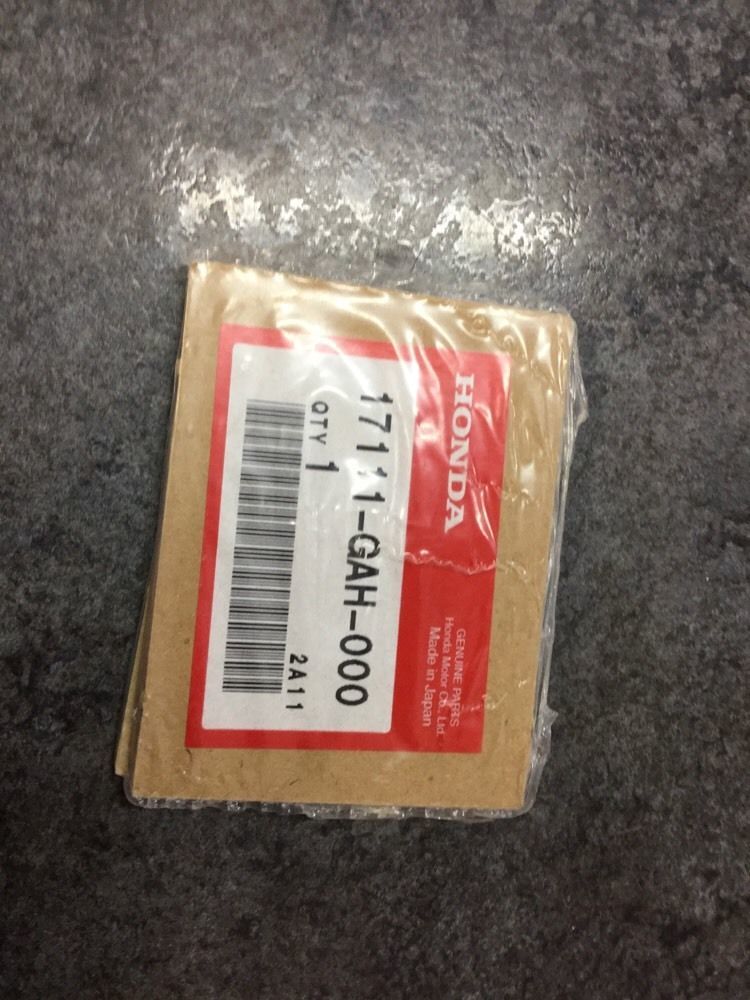 HONDA
GENUINE PARTS
Honda Motor Co., Ltd.
Made in Japan
17111-GAH-000
QTY 1
2A11